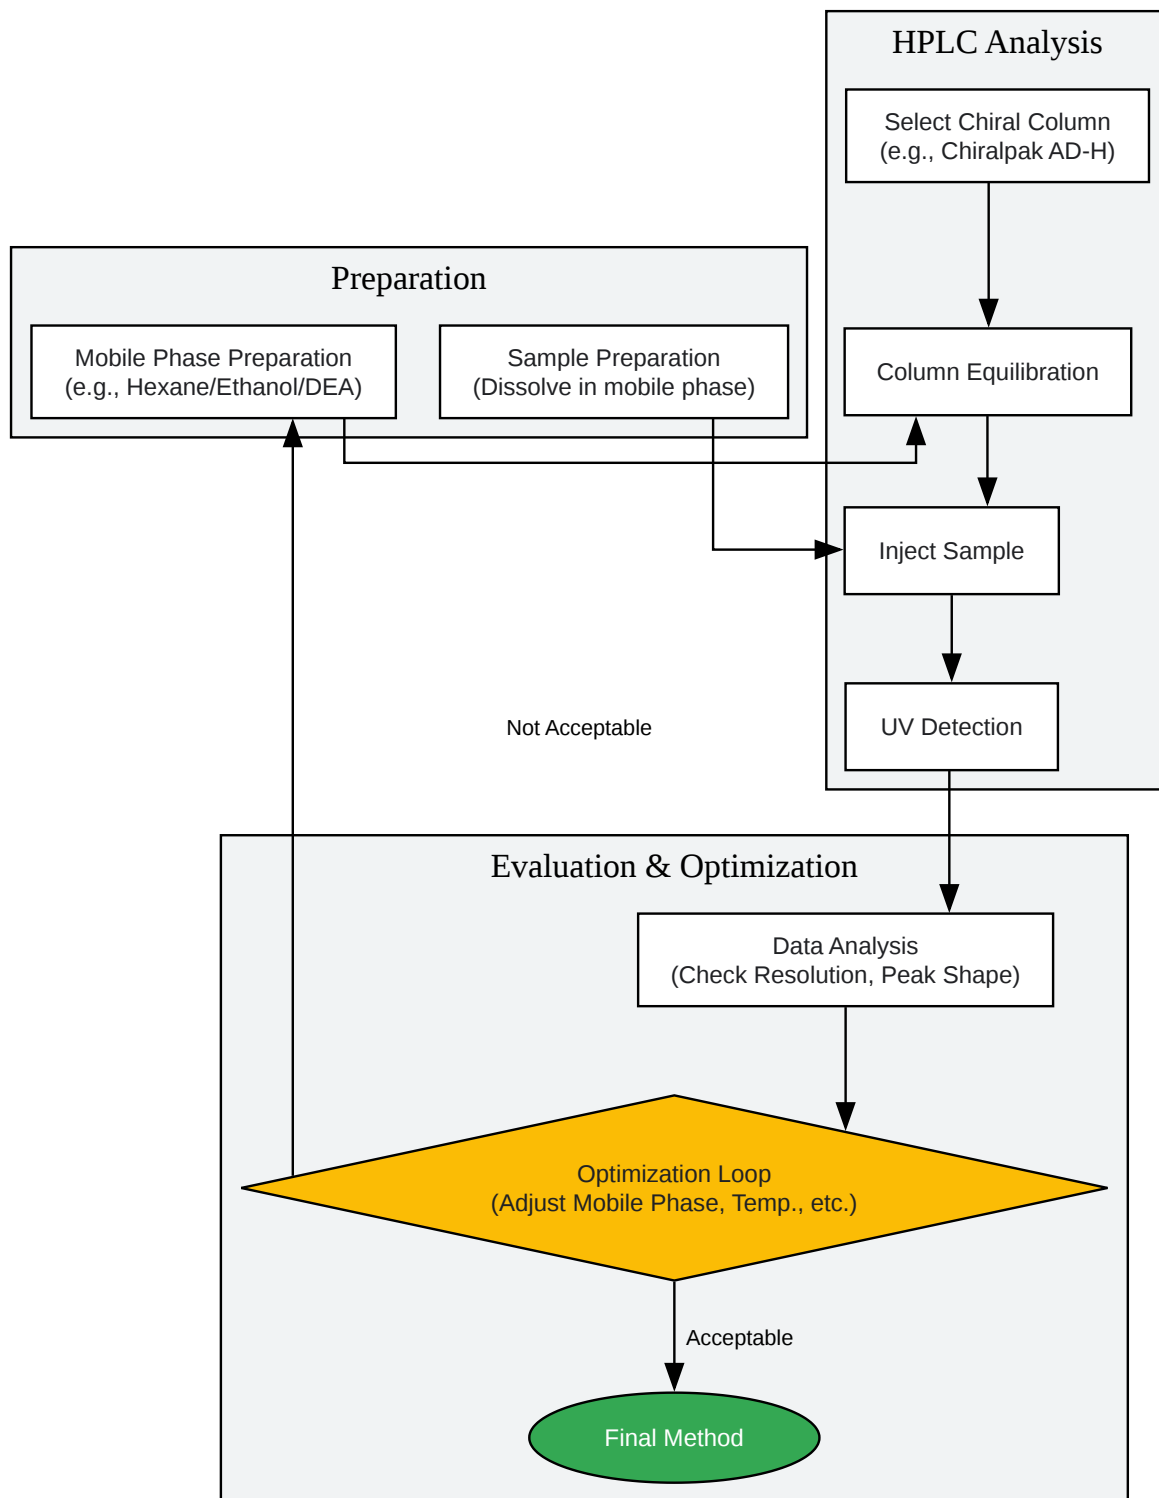 HPLC Analysis
Select Chiral Column
(e.g., Chiralpak AD-H)
Preparation
Mobile Phase Preparation
(e.g., Hexane/Ethanol/DEA)
Sample Preparation
(Dissolve in mobile phase)
Column Equilibration
Inject Sample
UV Detection
Not Acceptable
Evaluation & Optimization
Data Analysis
(Check Resolution, Peak Shape)
Optimization Loop
(Adjust Mobile Phase, Temp., etc.)
Acceptable
Final Method